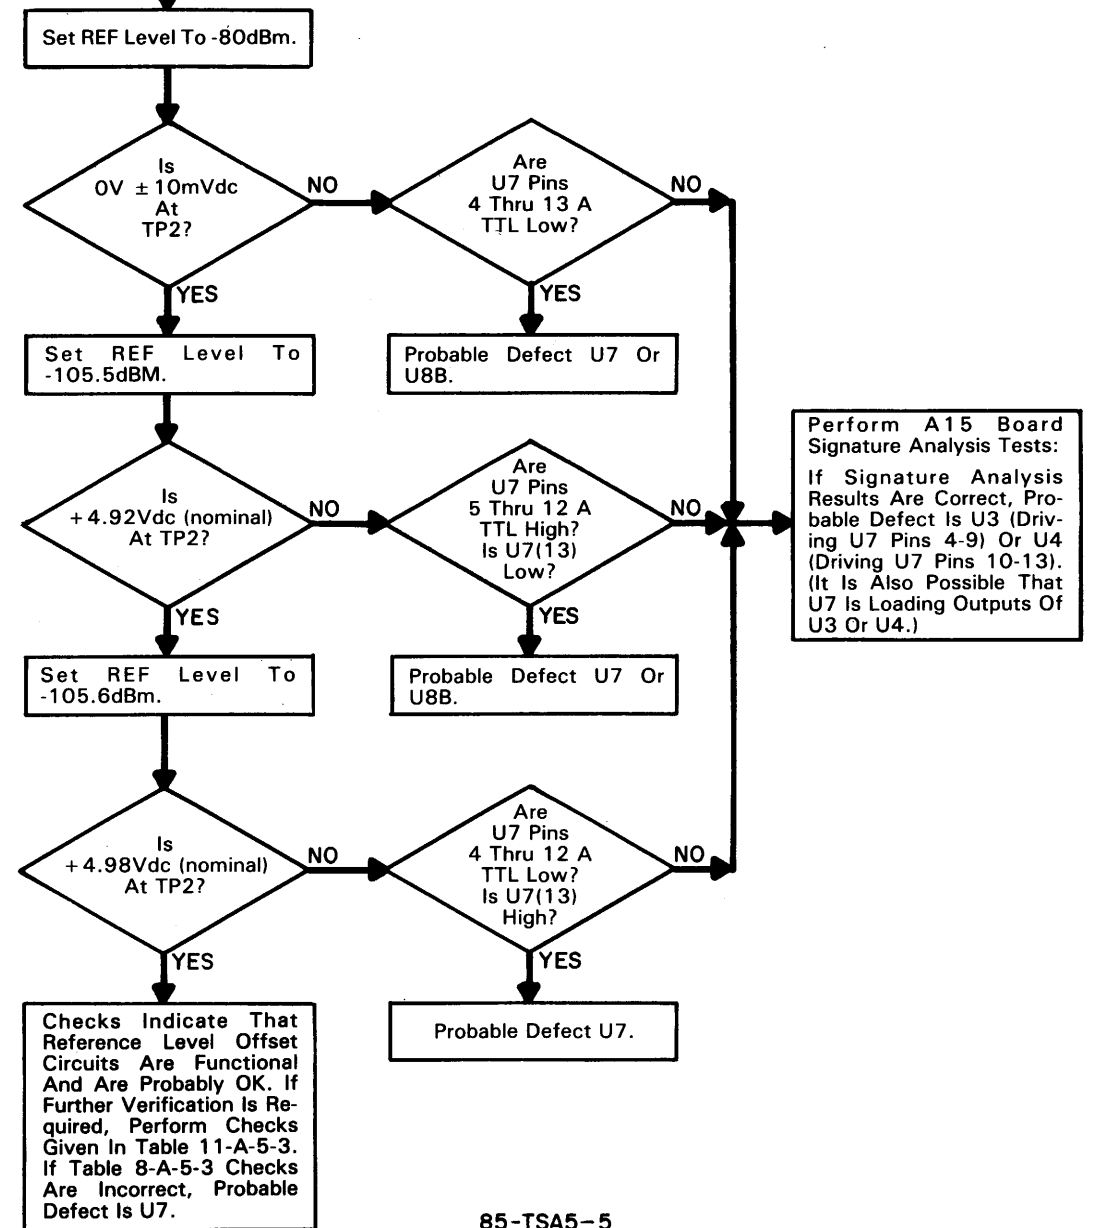 Set REF Level To -80dBm.
Is
0V ± 10mVdc
At
TP2?
NO
YES
Are
U7 Pins
4 Thru 13 A
TTL Low?
NO
YES
Set REF Level To
-105.5dBM.
Probable Defect U7 Or
U8B.
Is
+4.92Vdc (nominal)
At TP2?
NO
YES
Are
U7 Pins
5 Thru 12 A
TTL High?
Is U7(13)
Low?
NO
YES
Perform A15 Board
Signature Analysis Tests:
If Signature Analysis
Results Are Correct, Pro-
bable Defect Is U3 (Driv-
ing U7 Pins 4-9) Or U4
(Driving U7 Pins 10-13).
(It Is Also Possible That
U7 Is Loading Outputs Of
U3 Or U4.)
Set REF Level To
-105.6dBm.
Probable Defect U7 Or
U8B.
Is
+4.98Vdc (nominal)
At TP2?
NO
YES
Are
U7 Pins
4 Thru 12 A
TTL Low?
Is U7(13)
High?
NO
YES
Checks Indicate That
Reference Level Offset
Circuits Are Functional
And Are Probably OK. If
Further Verification Is Re-
quired, Perform Checks
Given In Table 11-A-5-3.
If Table 8-A-5-3 Checks
Are Incorrect, Probable
Defect Is U7.
Probable Defect U7.
85-TSA5-5